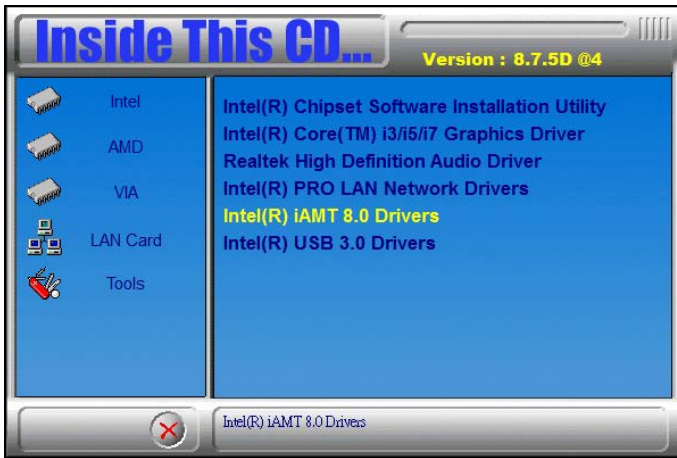 Inside This CD...
Version : 8.7.5D @4
Intel
AMD
VIA
LAN Card
Tools
Intel(R) Chipset Software Installation Utility
Intel(R) Core(TM) i3/i5/i7 Graphics Driver
Realtek High Definition Audio Driver
Intel(R) PRO LAN Network Drivers
Intel(R) iAMT 8.0 Drivers
Intel(R) USB 3.0 Drivers
Intel(R) iAMT 8.0 Drivers